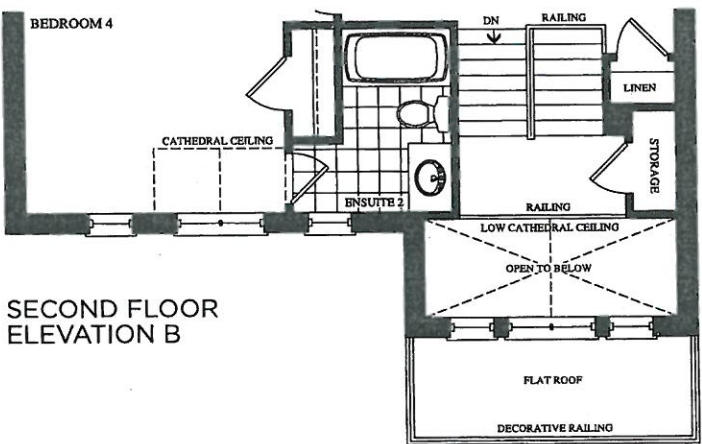 BEDROOM 4
DN
RAILING
LINEN
CATHEDRAL CEILING
STORAGE
ENSUITE 2
RAILING
LOW CATHEDRAL CEILING
OPEN TO BELOW
SECOND FLOOR
ELEVATION B
FLAT ROOF
DECORATIVE RAILING